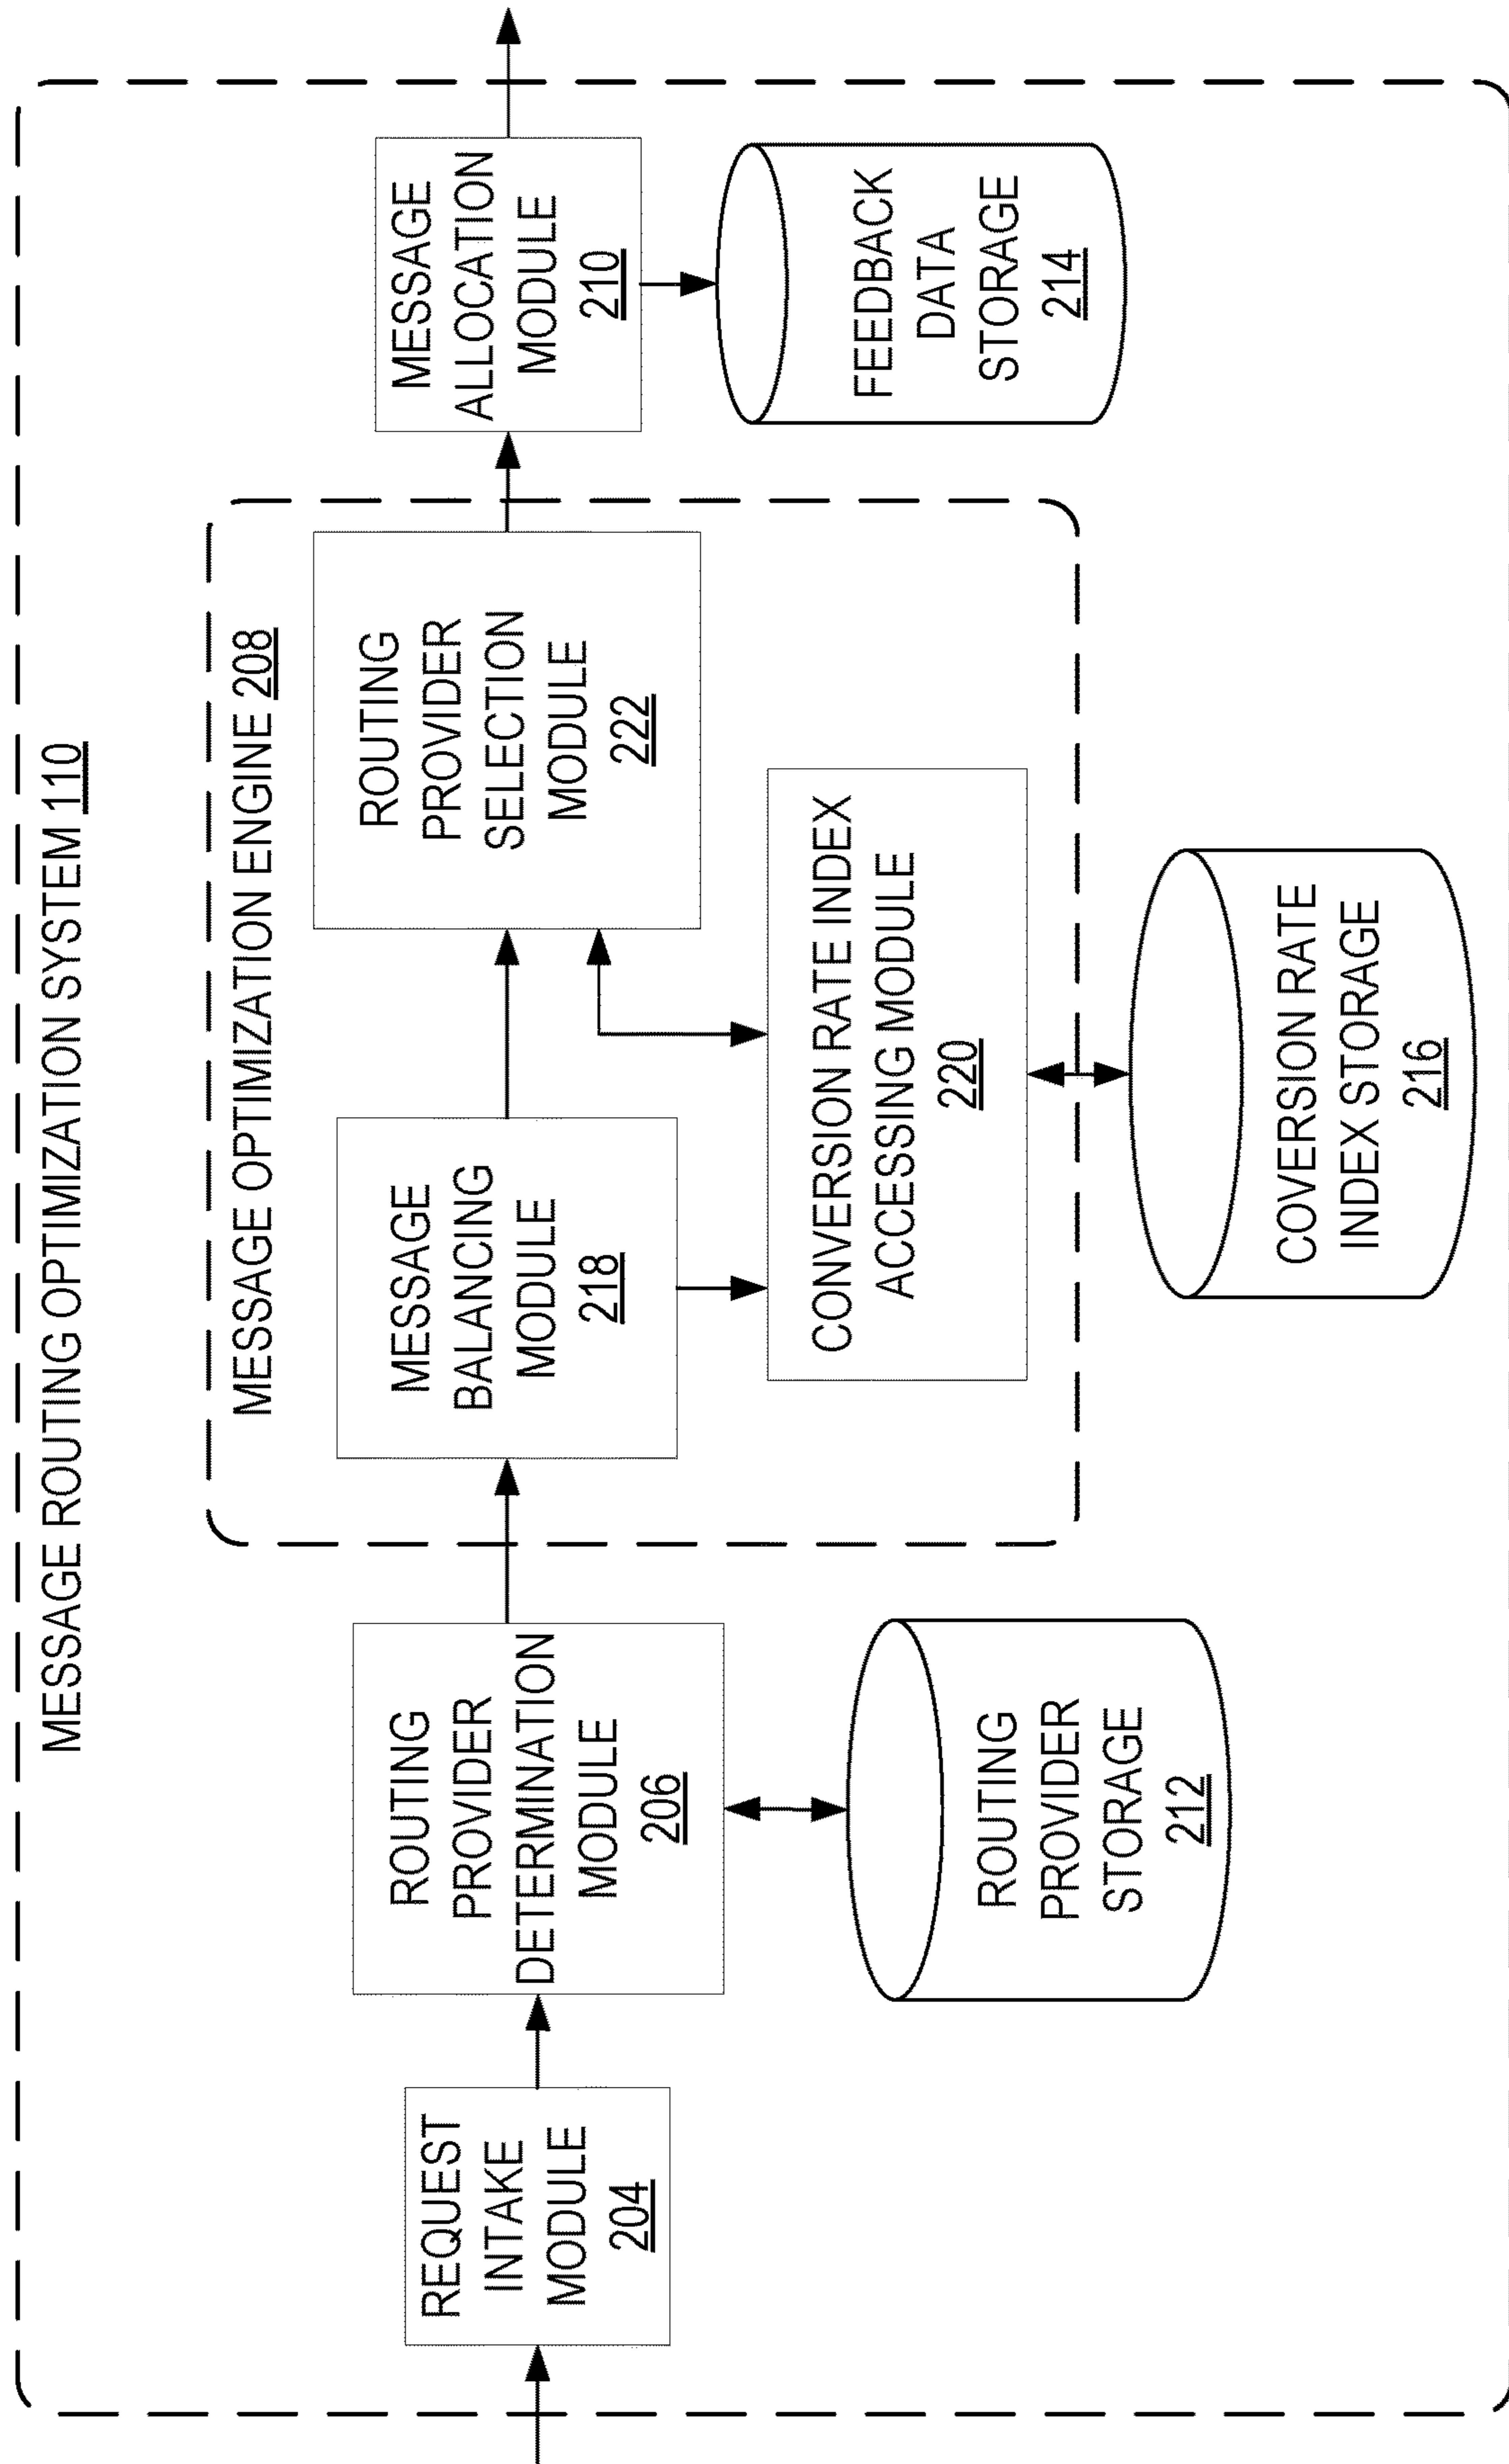 MESSAGE ROUTING OPTIMIZATION SYSTEM 110
REQUEST
INTAKE
MODULE
204
ROUTING
PROVIDER
DETERMINATION
MODULE
206
ROUTING
PROVIDER
STORAGE
212
MESSAGE OPTIMIZATION ENGINE 208
MESSAGE
BALANCING
MODULE
218
ROUTING
PROVIDER
SELECTION
MODULE
222
CONVERSION RATE INDEX
ACCESSING MODULE
220
COVERSION RATE
INDEX STORAGE
216
MESSAGE
ALLOCATION
MODULE
210
FEEDBACK
DATA
STORAGE
214